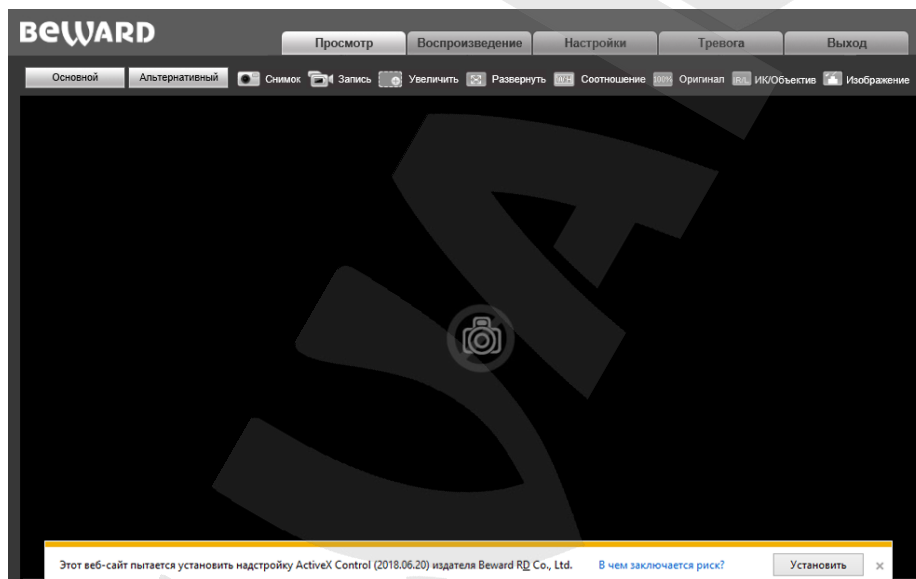 BEWARD
Просмотр Воспроизведение Настройки Тревога Выход
Основной Альтернативный Снимок Запись Увеличить Развернуть W:H Соотношение 100% Оригинал IR/L ИК/Объектив Изображение
Этот веб-сайт пытается установить надстройку ActiveX Control (2018.06.20) издателя Beward RD Co., Ltd. В чем заключается риск? Установить ×